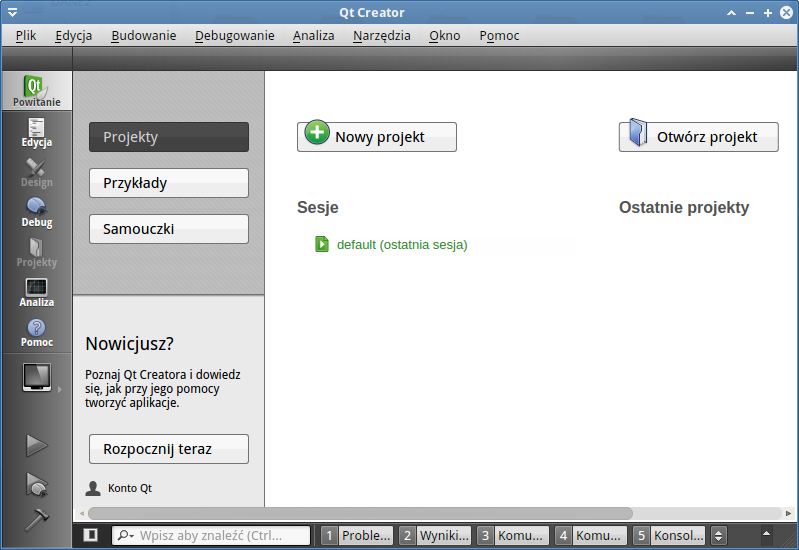 Qt Creator
Plik Edycja Budowanie Debugowanie Analiza Narzędzia Okno Pomoc
Qt
Powitanie
Edycja
Design
Debug
Projekty
Analiza
Pomoc
Projekty
Przykłady
Samouczki
Nowicjusz?
Poznaj Qt Creatora i dowiedz
się, jak przy jego pomocy
tworzyć aplikacje.
Rozpocznij teraz
Konto Qt
Nowy projekt
Otwórz projekt
Sesje
Ostatnie projekty
default (ostatnia sesja)
Wpisz aby znaleźć (Ctrl...
1 Proble... 2 Wyniki... 3 Komu... 4 Komu... 5 Konsol...